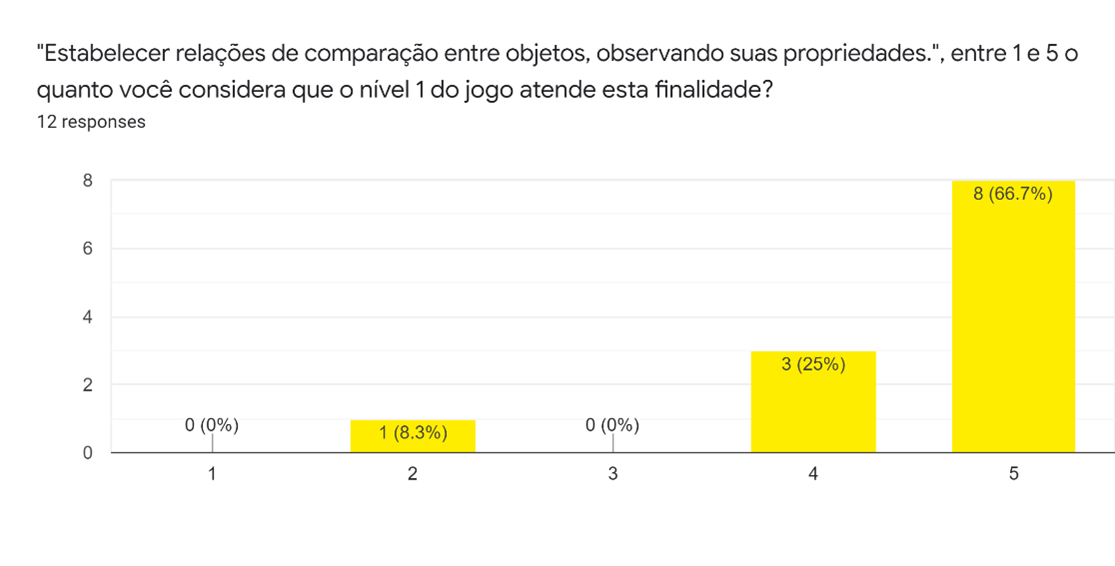 "Estabelecer relações de comparação entre objetos, observando suas propriedades.", entre 1 e 5 o
quanto você considera que o nível 1 do jogo atende esta finalidade?
12 responses
8
6
4
2
0
0 (0%)
1 (8.3%)
0 (0%)
3 (25%)
8 (66.7%)
1 2 3 4 5